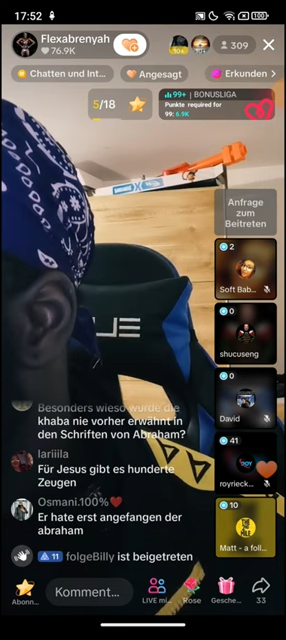 17:52
100
Flexabrenyah
76.9K
10+
309
Chatten und Int...
Angesagt
Erkunden
5/18
99+ | BONUSLIGA
Punkte required for
99: 6.9K
Anfrage
zum
Beitreten
2
Soft Bab...
0
shucuseng
0
David
41
royrieck...
10
Matt - a foll...
Besonders wieso wurde die
khaba nie vorher erwähnt in
den Schriften von Abraham?
lariiila
Für Jesus gibt es hunderte
Zeugen
Osmani.100%
Er hate erst angefangen der
abraham
11 folgeBilly ist beigetreten
Abonn...
Komment...
LIVE mi...
Rose
Gesche...
33